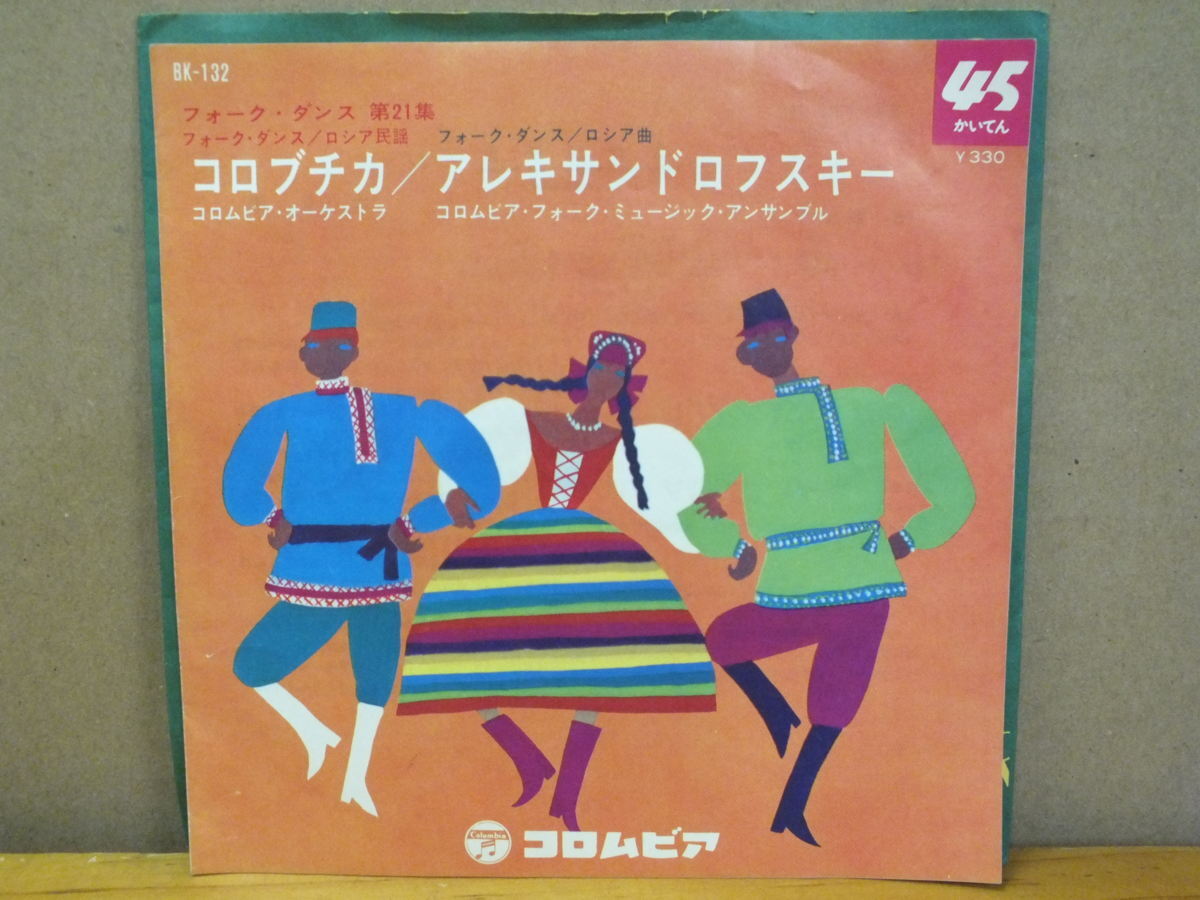 BK-132
45
かいてん
¥330
フォーク・ダンス 第21集
フォーク・ダンス/ロシア民謡 フォーク・ダンス/ロシア曲
コロブチカ/アレキサンドロフスキー
コロムビア・オーケストラ コロムビア・フォーク・ミュージック・アンサンブル
Columbia
コロムビア